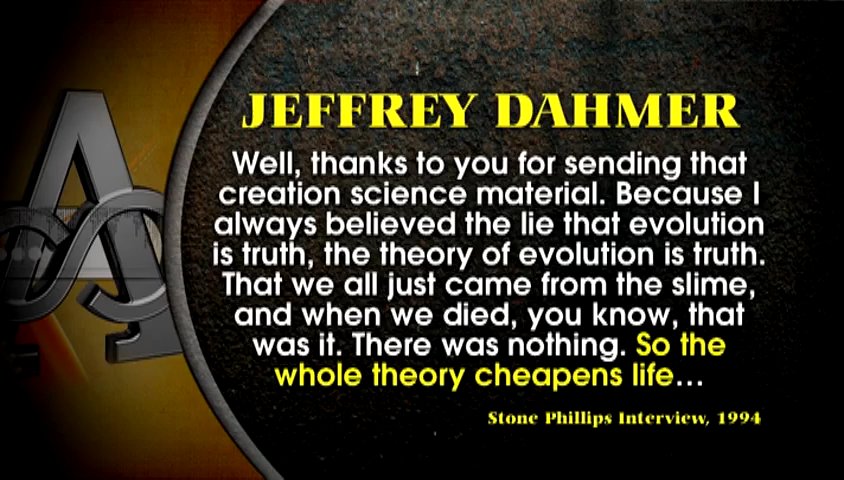 JEFFREY DAHMER
Well, thanks to you for sending that
creation science material. Because I
always believed the lie that evolution
is truth, the theory of evolution is truth.
That we all just came from the slime,
and when we died, you know, that
was it. There was nothing. So the
whole theory cheapens life...
Stone Phillips Interview, 1994